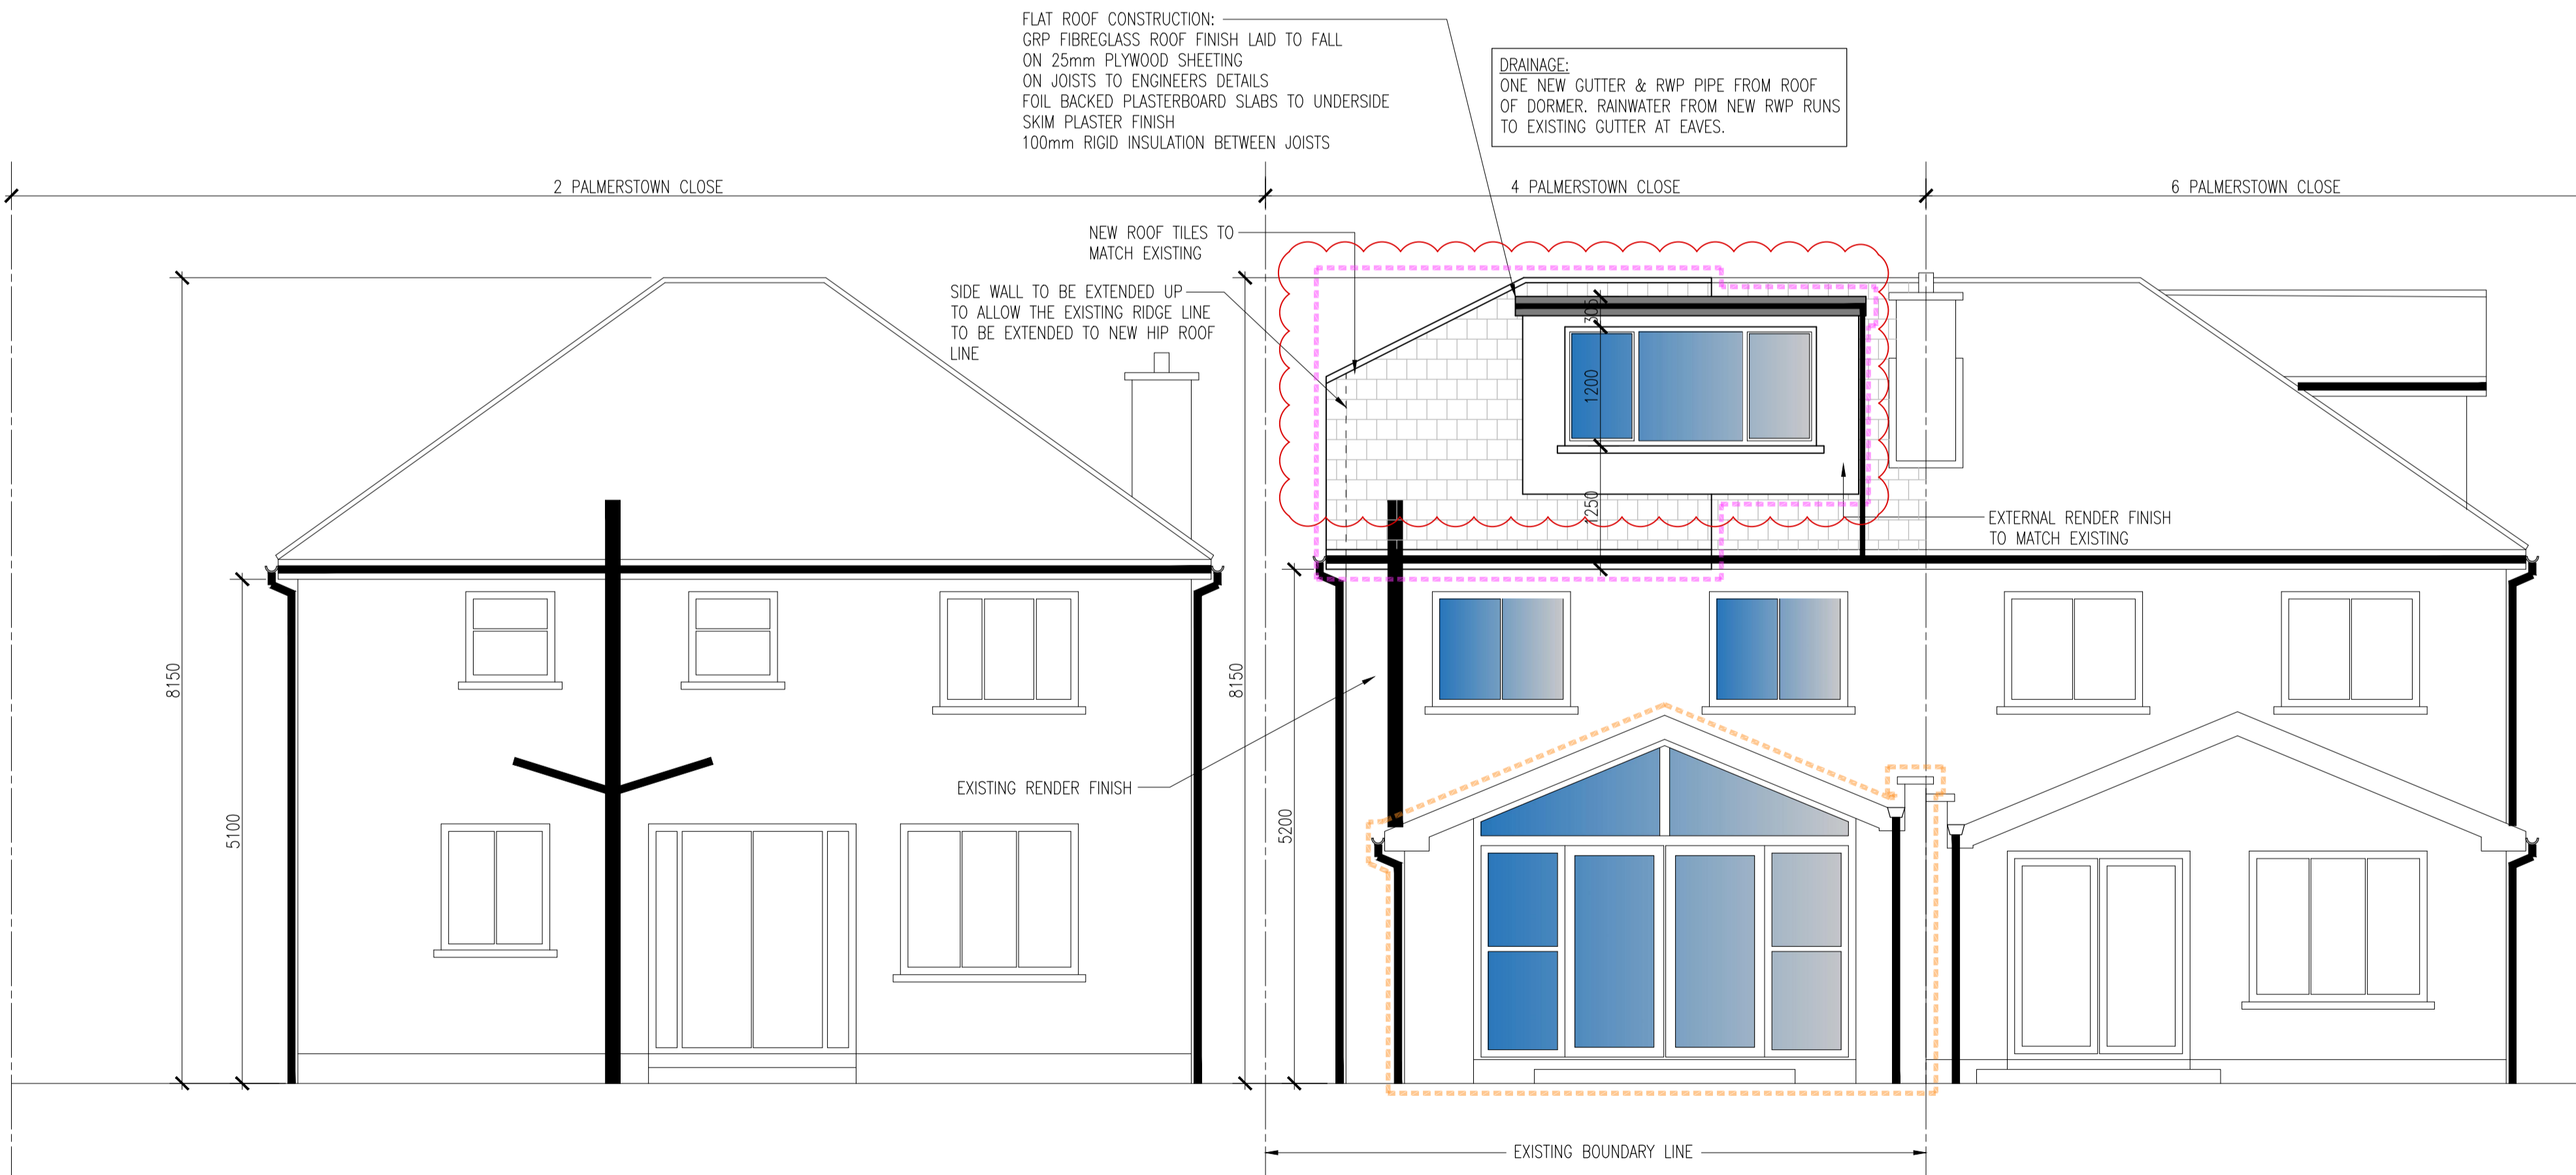 FLAT ROOF CONSTRUCTION:
GRP FIBREGLASS ROOF FINISH LAID TO FALL
ON 25mm PLYWOOD SHEETING
ON JOISTS TO ENGINEERS DETAILS
FOIL BACKED PLASTERBOARD SLABS TO UNDERSIDE
SKIM PLASTER FINISH
100mm RIGID INSULATION BETWEEN JOISTS
DRAINAGE:
ONE NEW GUTTER & RWP PIPE FROM ROOF
OF DORMER. RAINWATER FROM NEW RWP RUNS
TO EXISTING GUTTER AT EAVES.
2 PALMERSTOWN CLOSE
4 PALMERSTOWN CLOSE
6 PALMERSTOWN CLOSE
NEW ROOF TILES TO
MATCH EXISTING
SIDE WALL TO BE EXTENDED UP
TO ALLOW THE EXISTING RIDGE LINE
TO BE EXTENDED TO NEW HIP ROOF
LINE
305
1200
1250
EXTERNAL RENDER FINISH
TO MATCH EXISTING
8150
8150
EXISTING RENDER FINISH
5100
5200
EXISTING BOUNDARY LINE